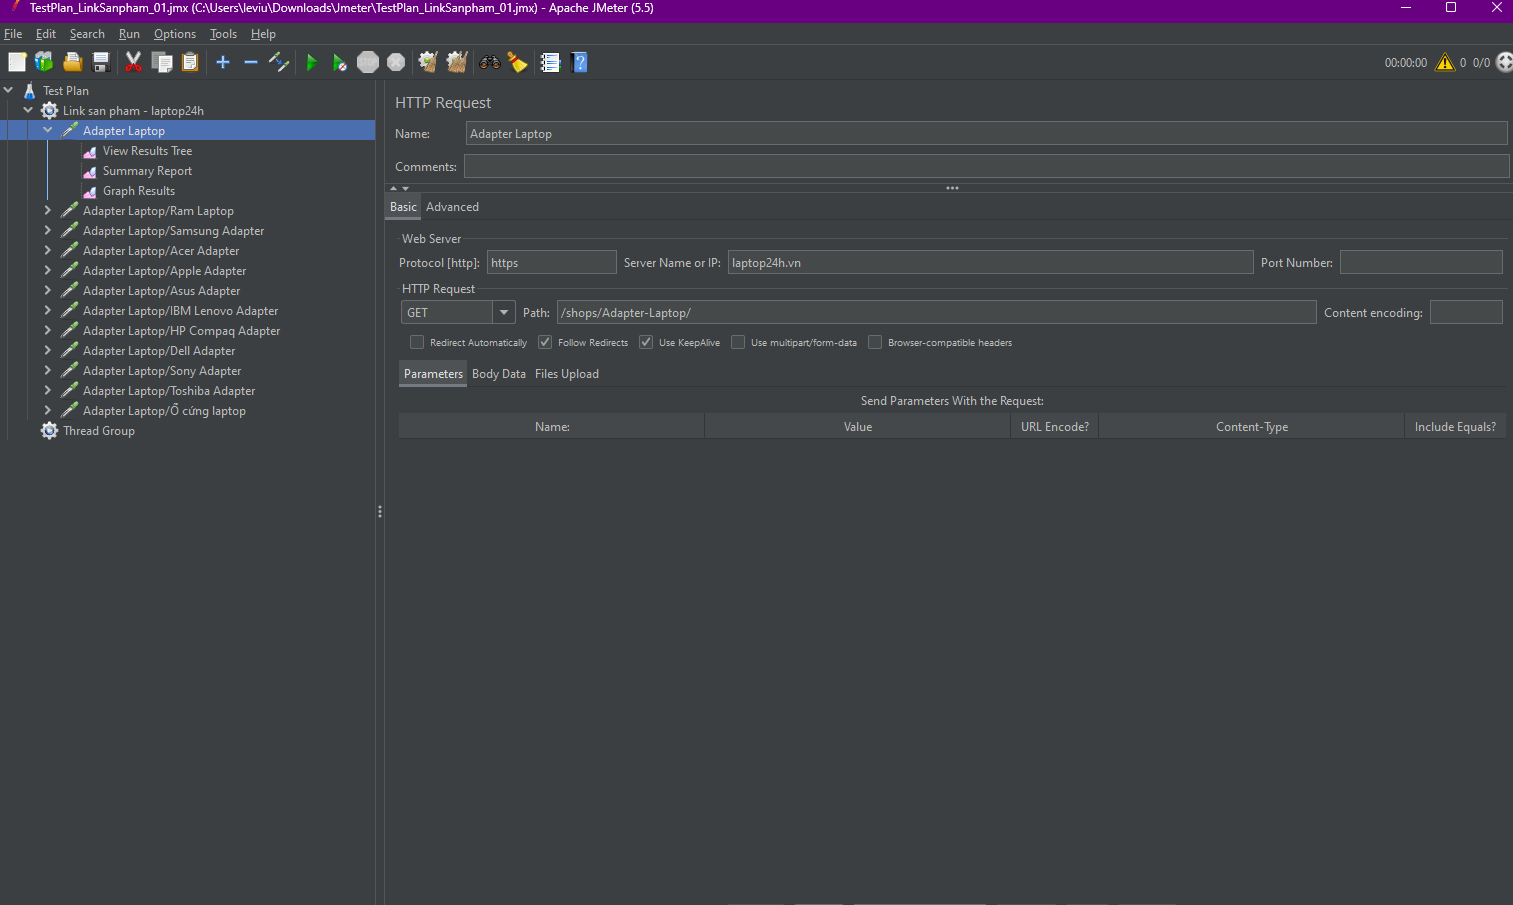 TestPlan_LinkSanpham_01.jmx (C:\Users\leviu\Downloads\Jmeter\TestPlan_LinkSanpham_01.jmx) - Apache JMeter (5.5)
File Edit Search Run Options Tools Help
STOP 00:00:00 0 0/0
Test Plan
Link san pham - laptop24h
Adapter Laptop
View Results Tree
Summary Report
Graph Results
Adapter Laptop/Ram Laptop
Adapter Laptop/Samsung Adapter
Adapter Laptop/Acer Adapter
Adapter Laptop/Apple Adapter
Adapter Laptop/Asus Adapter
Adapter Laptop/IBM Lenovo Adapter
Adapter Laptop/HP Compaq Adapter
Adapter Laptop/Dell Adapter
Adapter Laptop/Sony Adapter
Adapter Laptop/Toshiba Adapter
Adapter Laptop/Ổ cứng laptop
Thread Group
HTTP Request
Name: Adapter Laptop
Comments:
Basic Advanced
Web Server
Protocol [http]: https Server Name or IP: laptop24h.vn Port Number:
HTTP Request
GET Path: /shops/Adapter-Laptop/ Content encoding:
Redirect Automatically Follow Redirects Use KeepAlive Use multipart/form-data Browser-compatible headers
Parameters Body Data Files Upload
Send Parameters With the Request:
Name: Value URL Encode? Content-Type Include Equals?